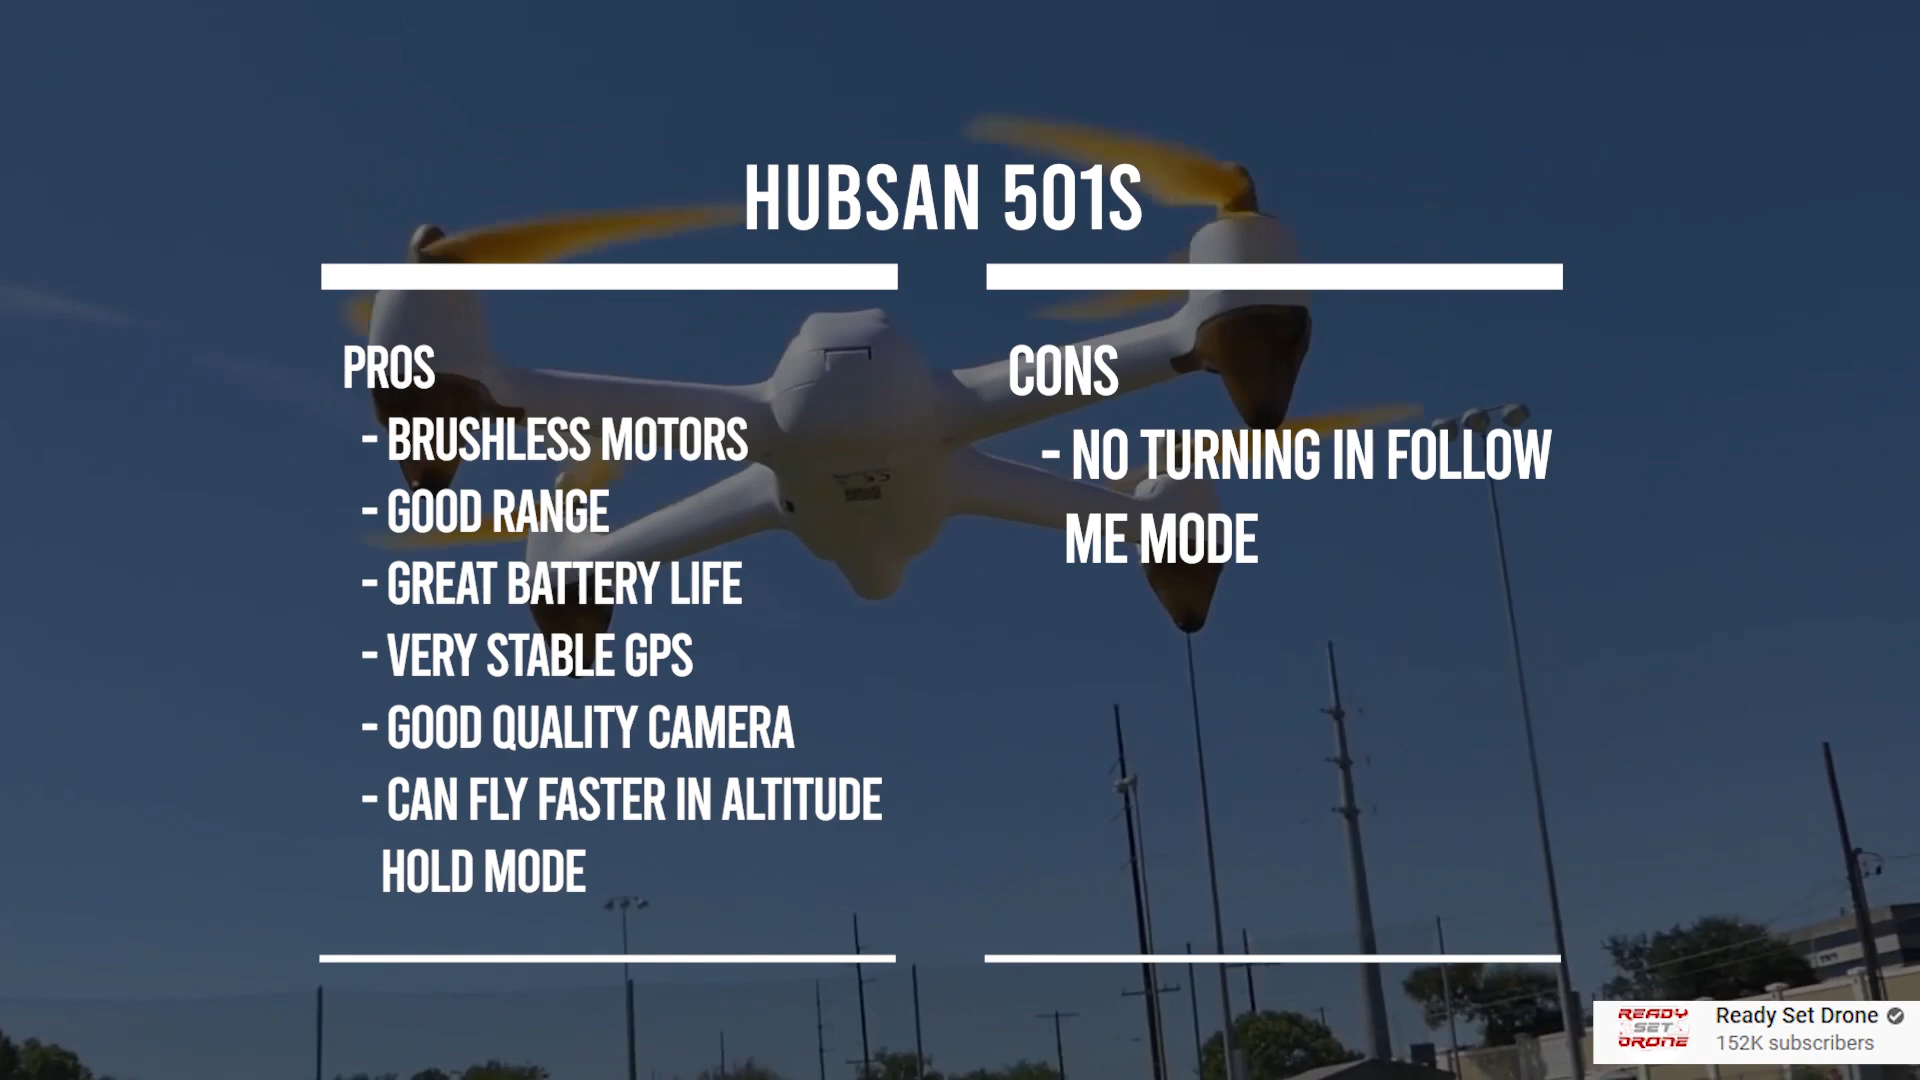 HUBSAN 501S
PROS
- BRUSHLESS MOTORS
- GOOD RANGE
- GREAT BATTERY LIFE
- VERY STABLE GPS
- GOOD QUALITY CAMERA
- CAN FLY FASTER IN ALTITUDE
HOLD MODE
CONS
- NO TURNING IN FOLLOW
ME MODE
READY
SET
DRONE
Ready Set Drone
152K subscribers